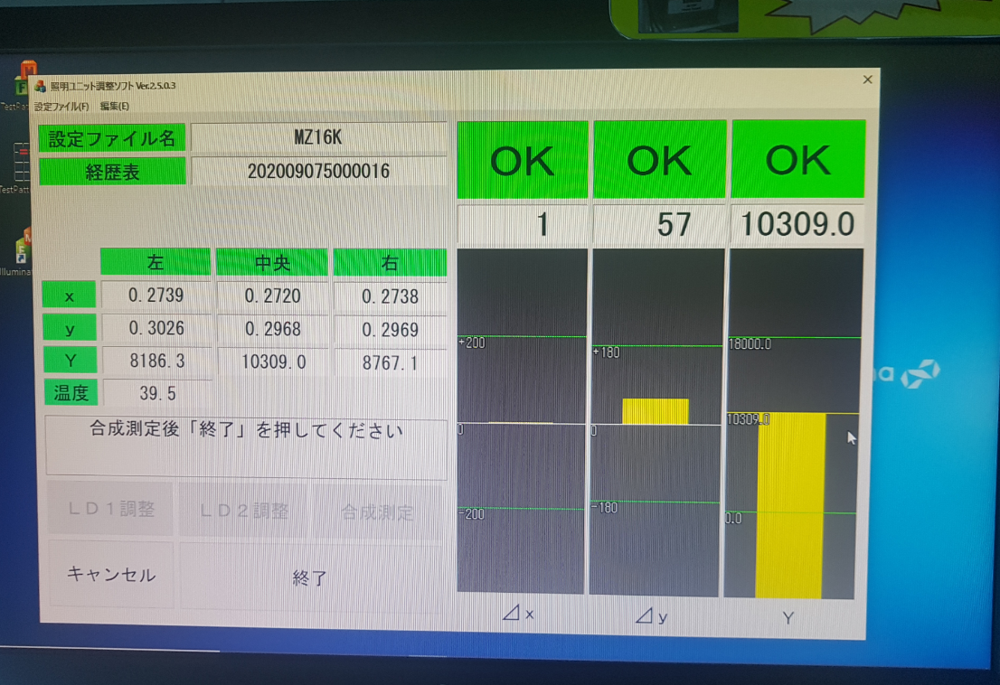 照明ユニット調整ソフト Ver.2.5.0.3
×
設定ファイル(F) 編集(E)
設定ファイル名 MZ16K
経歴表 202009075000016
OK OK OK
1 57 10309.0
左 中央 右
x 0.2739 0.2720 0.2738
y 0.3026 0.2968 0.2969
Y 8186.3 10309.0 8767.1
温度 39.5
合成測定後「終了」を押してください
LD1調整 LD2調整 合成測定
キャンセル 終了
+200
0
-200
⊿x
+180
0
-180
⊿y
18000.0
10309.0
0.0
Y